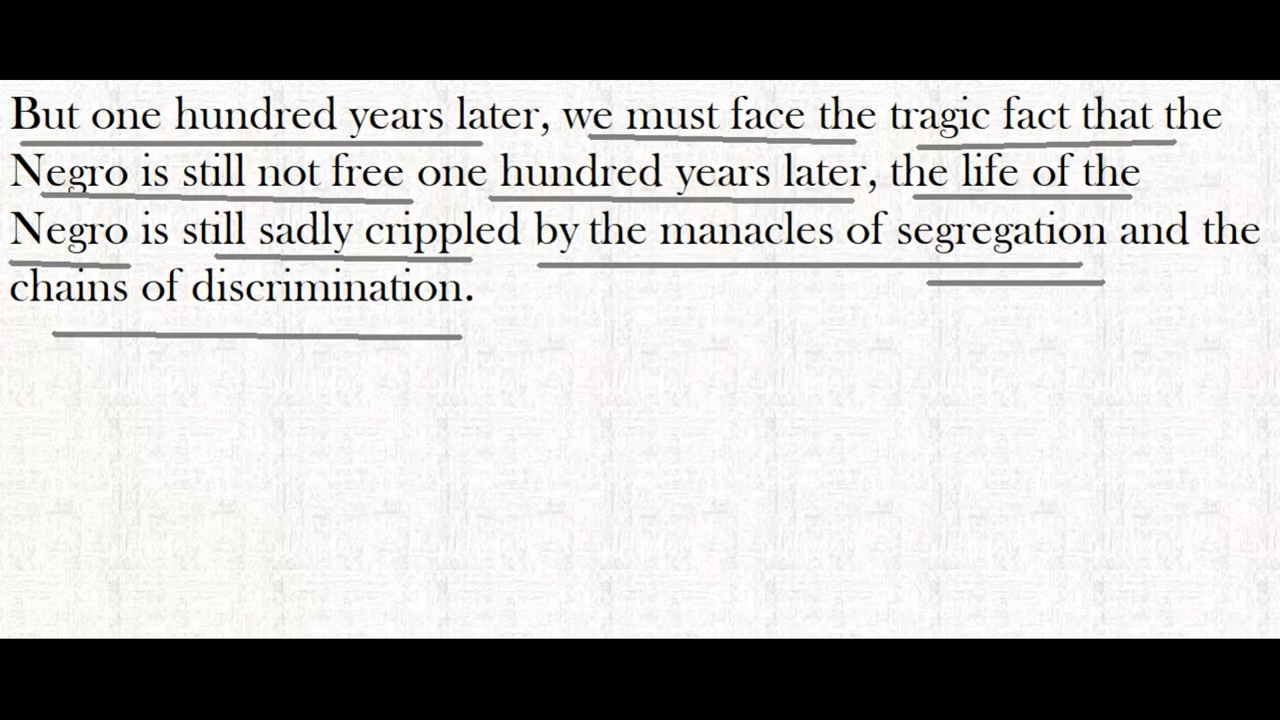 But one hundred years later, we must face the tragic fact that the
Negro is still not free one hundred years later, the life of the
Negro is still sadly crippled by the manacles of segregation and the
chains of discrimination.